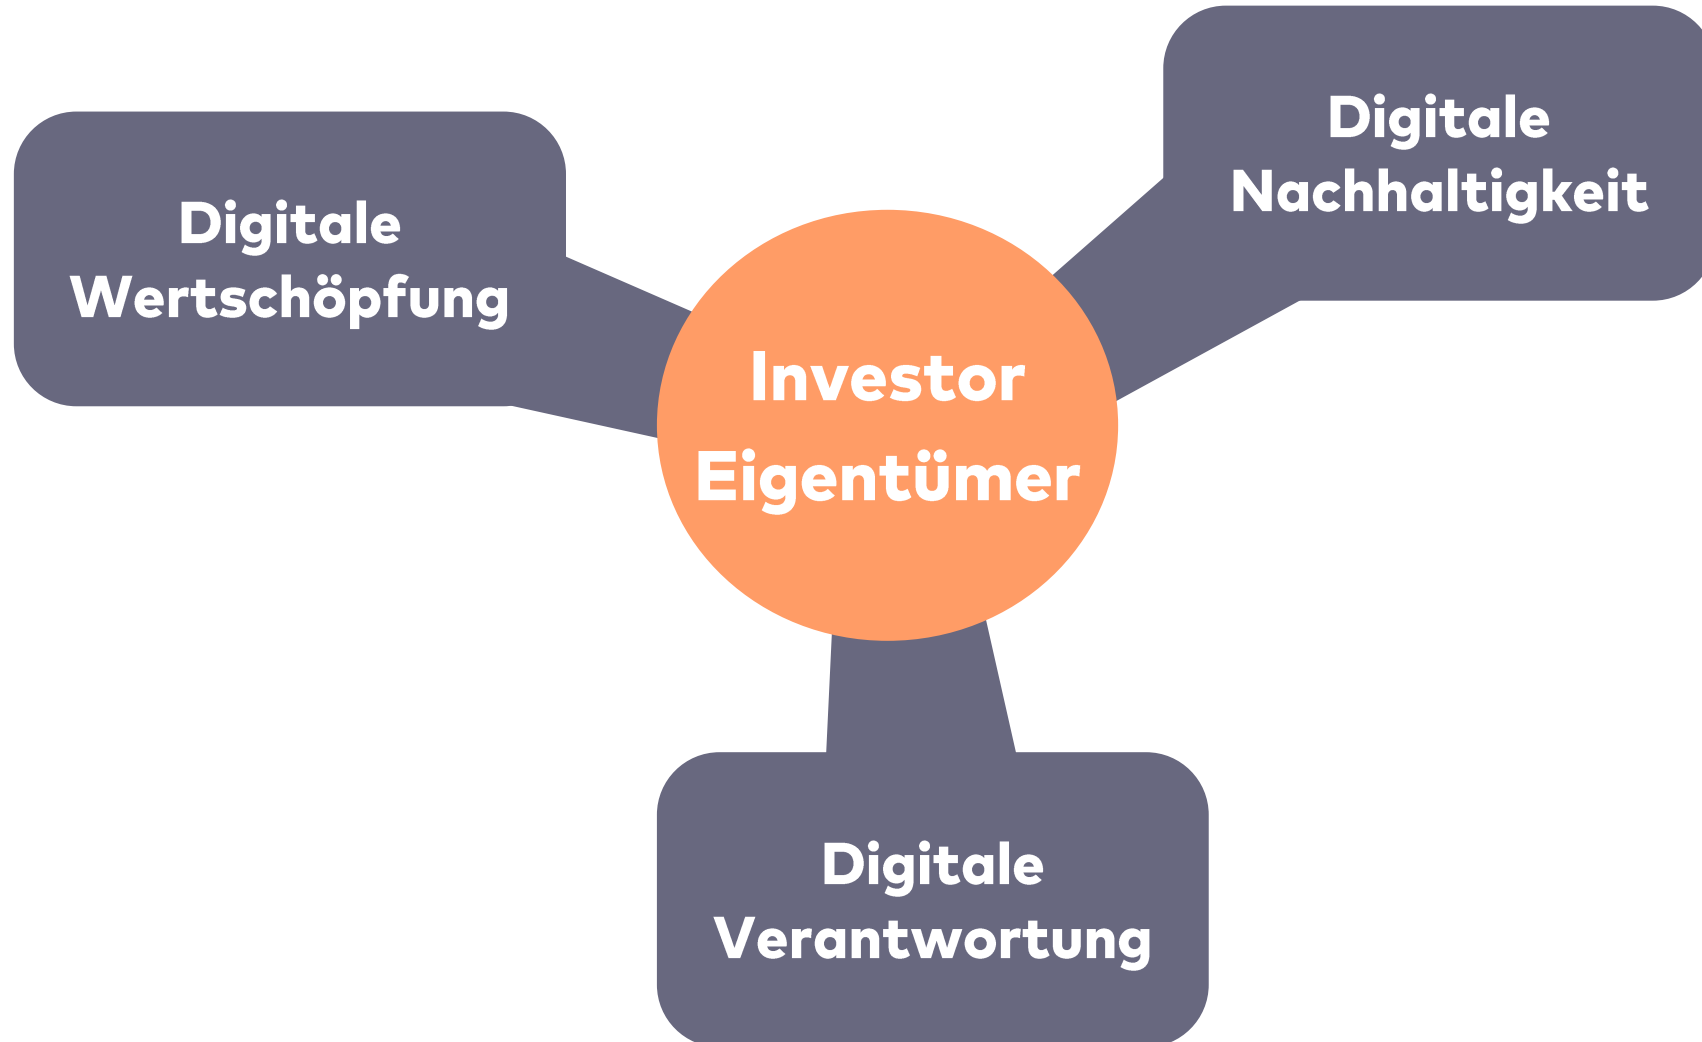 Digitale
Wertschöpfung
Digitale
Nachhaltigkeit
Investor
Eigentümer
Digitale
Verantwortung